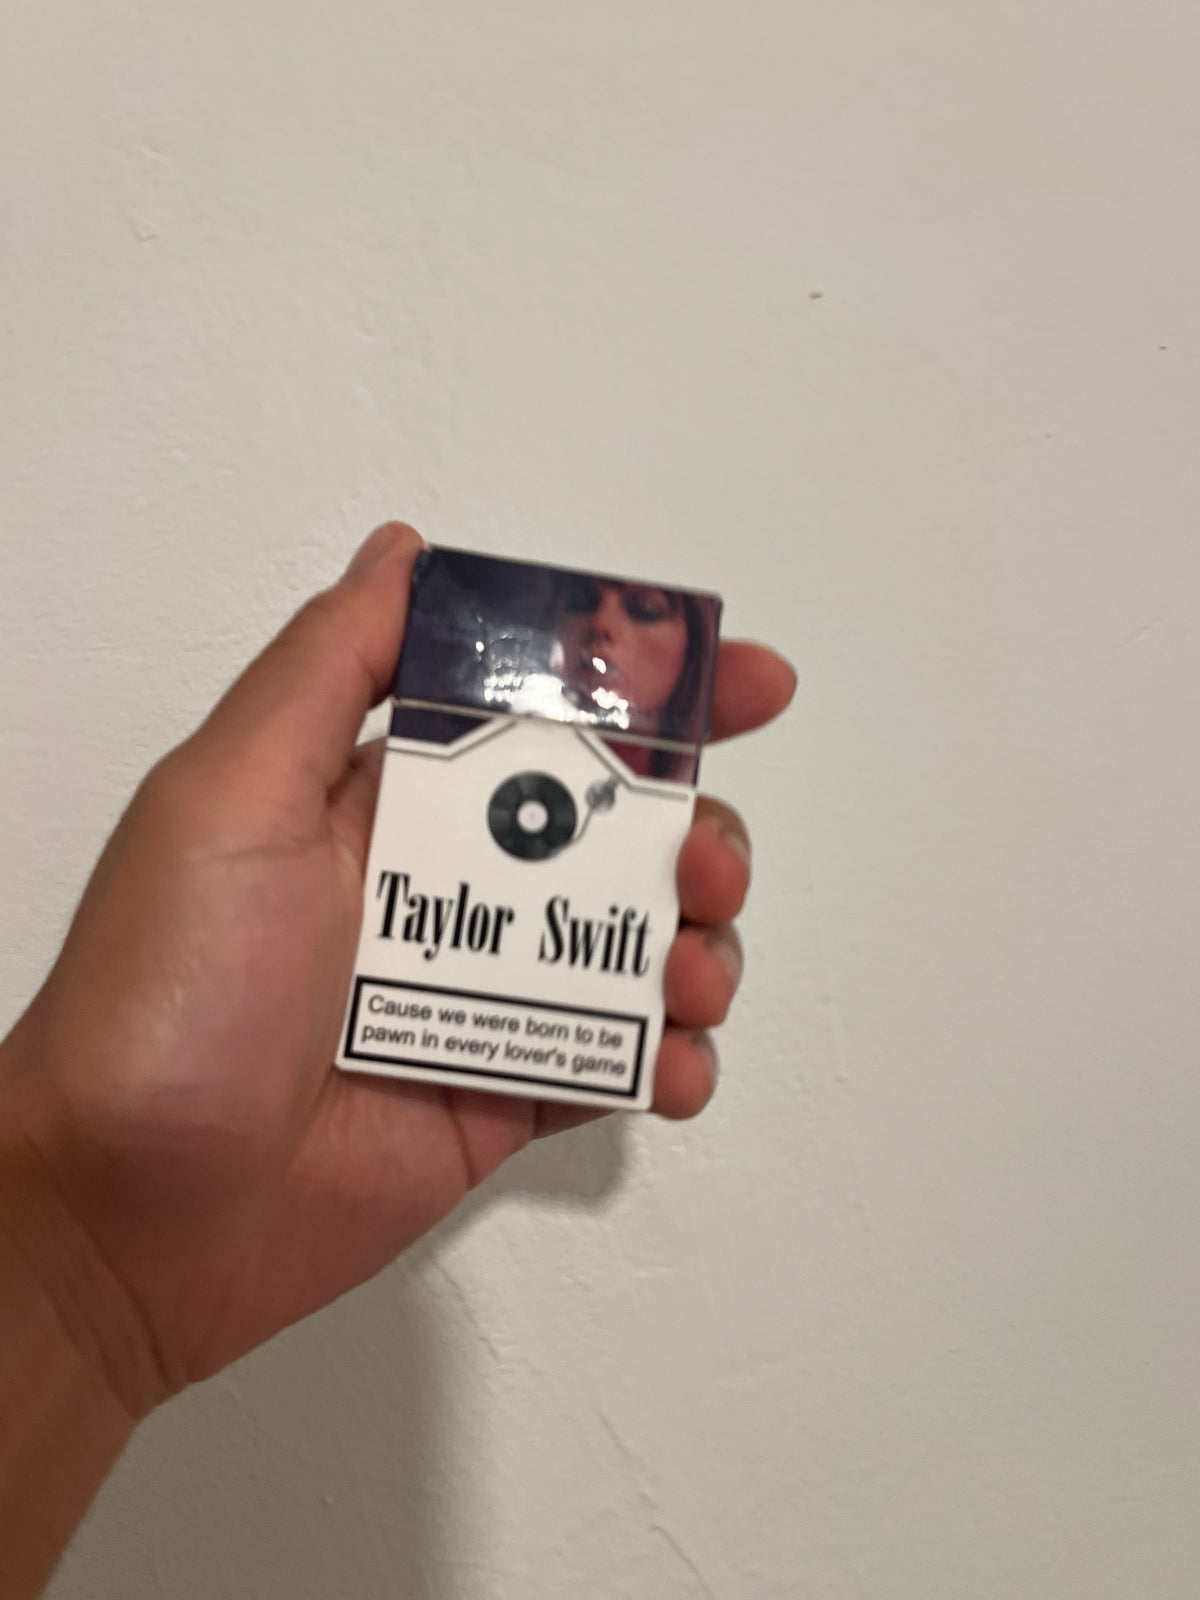 Taylor Swift
Cause we were born to be
pawn in every lover's game